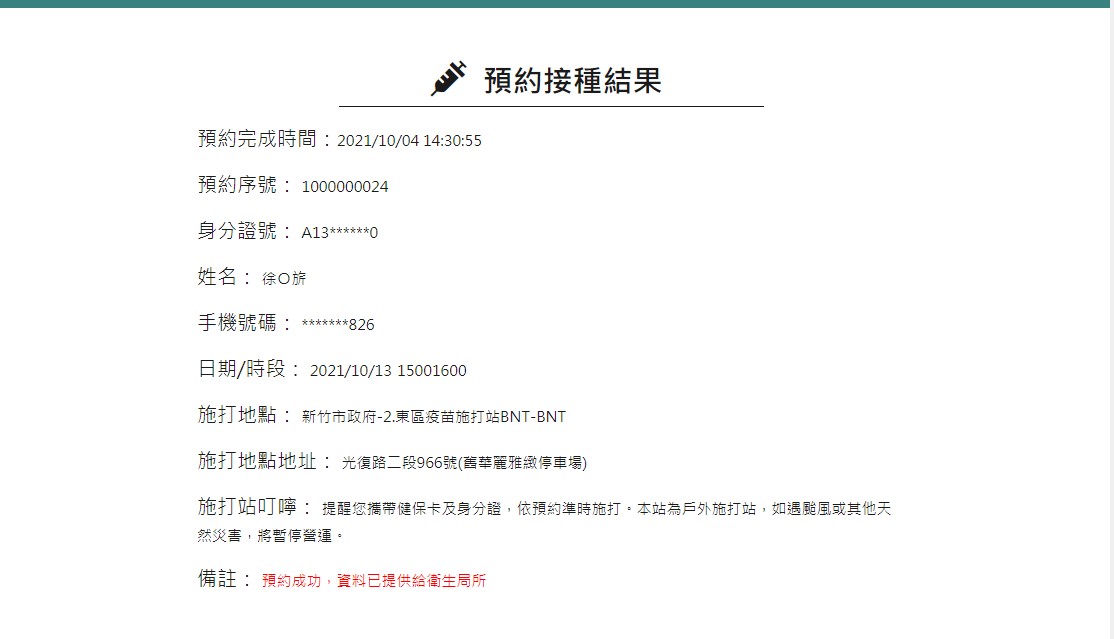 預約接種結果
預約完成時間：2021/10/04 14:30:55
預約序號： 1000000024
身分證號： A13******0
姓名： 徐O旂
手機號碼： *******826
日期/時段： 2021/10/13 15001600
施打地點： 新竹市政府-2.東區疫苗施打站BNT-BNT
施打地點地址： 光復路二段966號(舊華麗雅緻停車場)
施打站叮嚀： 提醒您攜帶健保卡及身分證，依預約準時施打。本站為戶外施打站，如遇颱風或其他天
然災害，將暫停營運。
備註： 預約成功，資料已提供給衛生局所